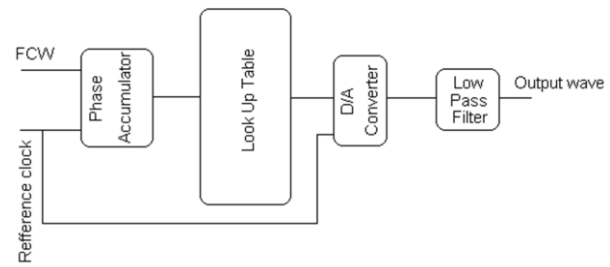 FCW
Phase
Accumulator
Look Up Table
D/A
Converter
Low
Pass
Filter
Output wave
Refference clock